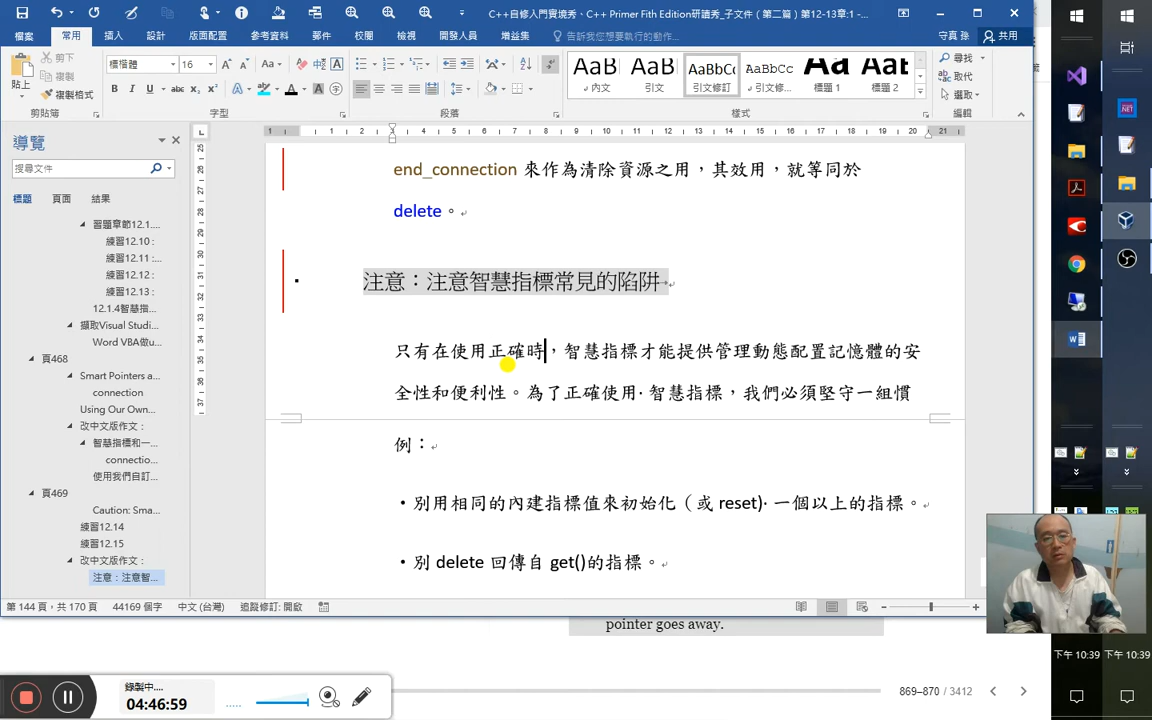 C++自修入門實境秀、C++ Primer Fith Edition研讀秀_子文件（第二篇）第12-13章:1 -...
檔案 常用 插入 設計 版面配置 參考資料 郵件 校閱 檢視 開發人員 增益集 告訴我您想要執行的動作... 守真 孫 共用
貼上
剪下
複製
複製格式
標楷體 16
B I U abc x₂ x²
AaBb AaBb AaBbCc AaBbCc AaBb AaBb
內文 引文 引文修訂 引文修... 標題 1 標題 2
尋找
取代
選取
剪貼簿 字型 段落 樣式 編輯
導覽
搜尋文件
標題 頁面 結果
習題章節12.1....
練習12.10 :
練習12.11 :...
練習12.12 :
練習12.13 :
12.1.4智慧指...
擷取Visual Studi...
Word VBA做u...
頁468
Smart Pointers a...
connection
Using Our Own...
改中文版作文：
智慧指標和一...
connectio...
使用我們自訂...
頁469
Caution: Sma...
練習12.14
練習12.15
改中文版作文：
注意：注意智...
end_connection 來作為清除資源之用，其效用，就等同於
delete。
注意：注意智慧指標常見的陷阱
只有在使用正確時，智慧指標才能提供管理動態配置記憶體的安
全性和便利性。為了正確使用‧智慧指標，我們必須堅守一組慣
例：
•別用相同的內建指標值來初始化（或 reset)‧一個以上的指標。
•別 delete 回傳自 get()的指標。
第 144 頁，共 170 頁 44169 個字 中文 (台灣) 追蹤修訂: 開啟
pointer goes away.
869–870 / 3412
錄製中....
04:46:59
下午 10:39 下午 10:39